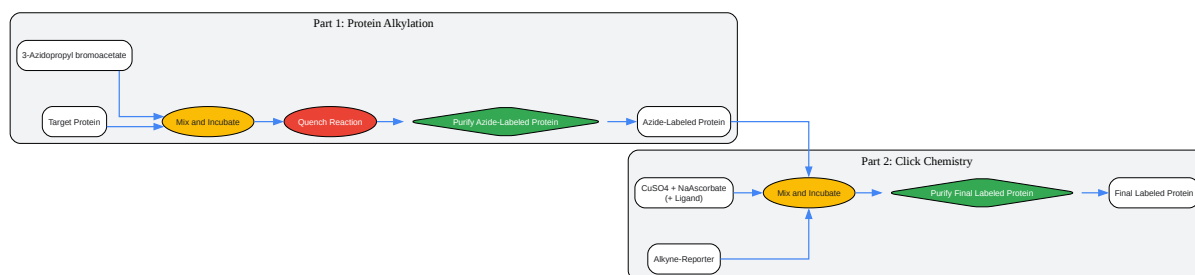 Part 1: Protein Alkylation
3-Azidopropyl bromoacetate
Target Protein
Mix and Incubate
Quench Reaction
Purify Azide-Labeled Protein
Azide-Labeled Protein
Part 2: Click Chemistry
CuSO4 + NaAscorbate
(+ Ligand)
Mix and Incubate
Purify Final Labeled Protein
Final Labeled Protein
Alkyne-Reporter